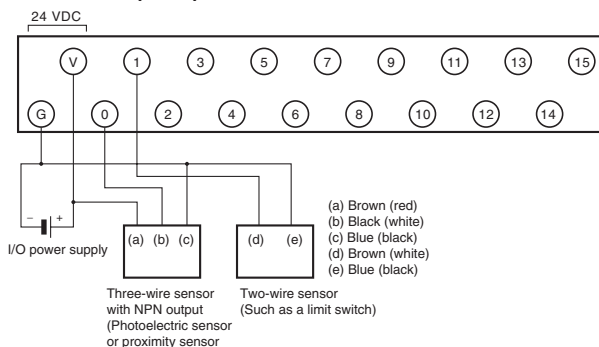 24 VDC
V 1 3 5 7 9 11 13 15
G 0 2 4 6 8 10 12 14
– +
I/O power supply
(a) (b) (c)
(d) (e)
(a) Brown (red)
(b) Black (white)
(c) Blue (black)
(d) Brown (white)
(e) Blue (black)
Three-wire sensor
with NPN output
(Photoelectric sensor
or proximity sensor
Two-wire sensor
(Such as a limit switch)